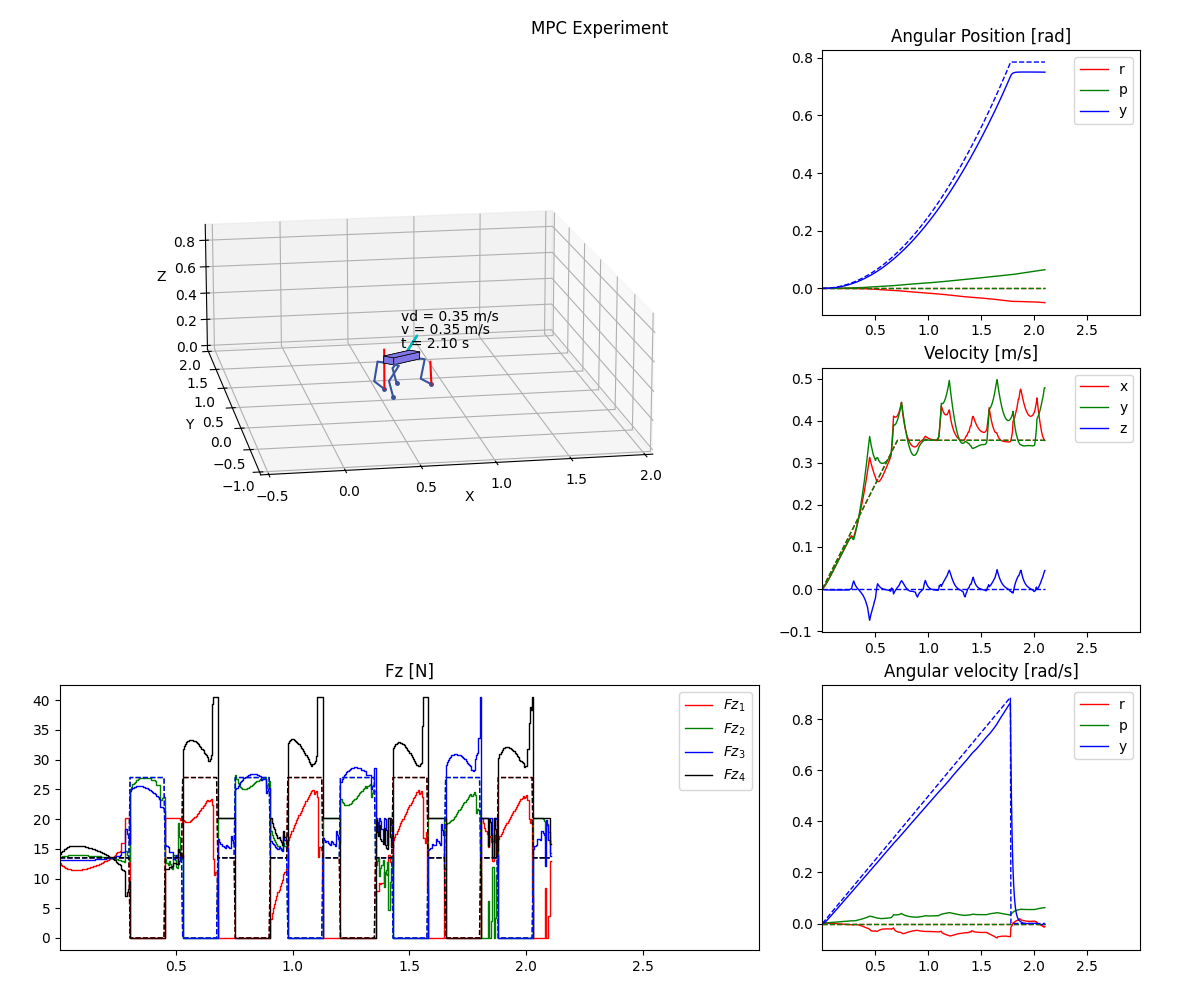 MPC Experiment
Z
0.8
0.6
0.4
0.2
0.0
2.0
1.5
1.0
0.5
0.0
−0.5
−1.0
Y
−0.5
0.0
0.5
1.0
1.5
2.0
X
vd = 0.35 m/s
v = 0.35 m/s
t = 2.10 s
Angular Position [rad]
0.8
0.6
0.4
0.2
0.0
0.5 1.0 1.5 2.0 2.5
r
p
y
Velocity [m/s]
0.5
0.4
0.3
0.2
0.1
0.0
−0.1
0.5 1.0 1.5 2.0 2.5
x
y
z
Fz [N]
40
35
30
25
20
15
10
5
0
0.5 1.0 1.5 2.0 2.5
Fz1
Fz2
Fz3
Fz4
Angular velocity [rad/s]
0.8
0.6
0.4
0.2
0.0
0.5 1.0 1.5 2.0 2.5
r
p
y